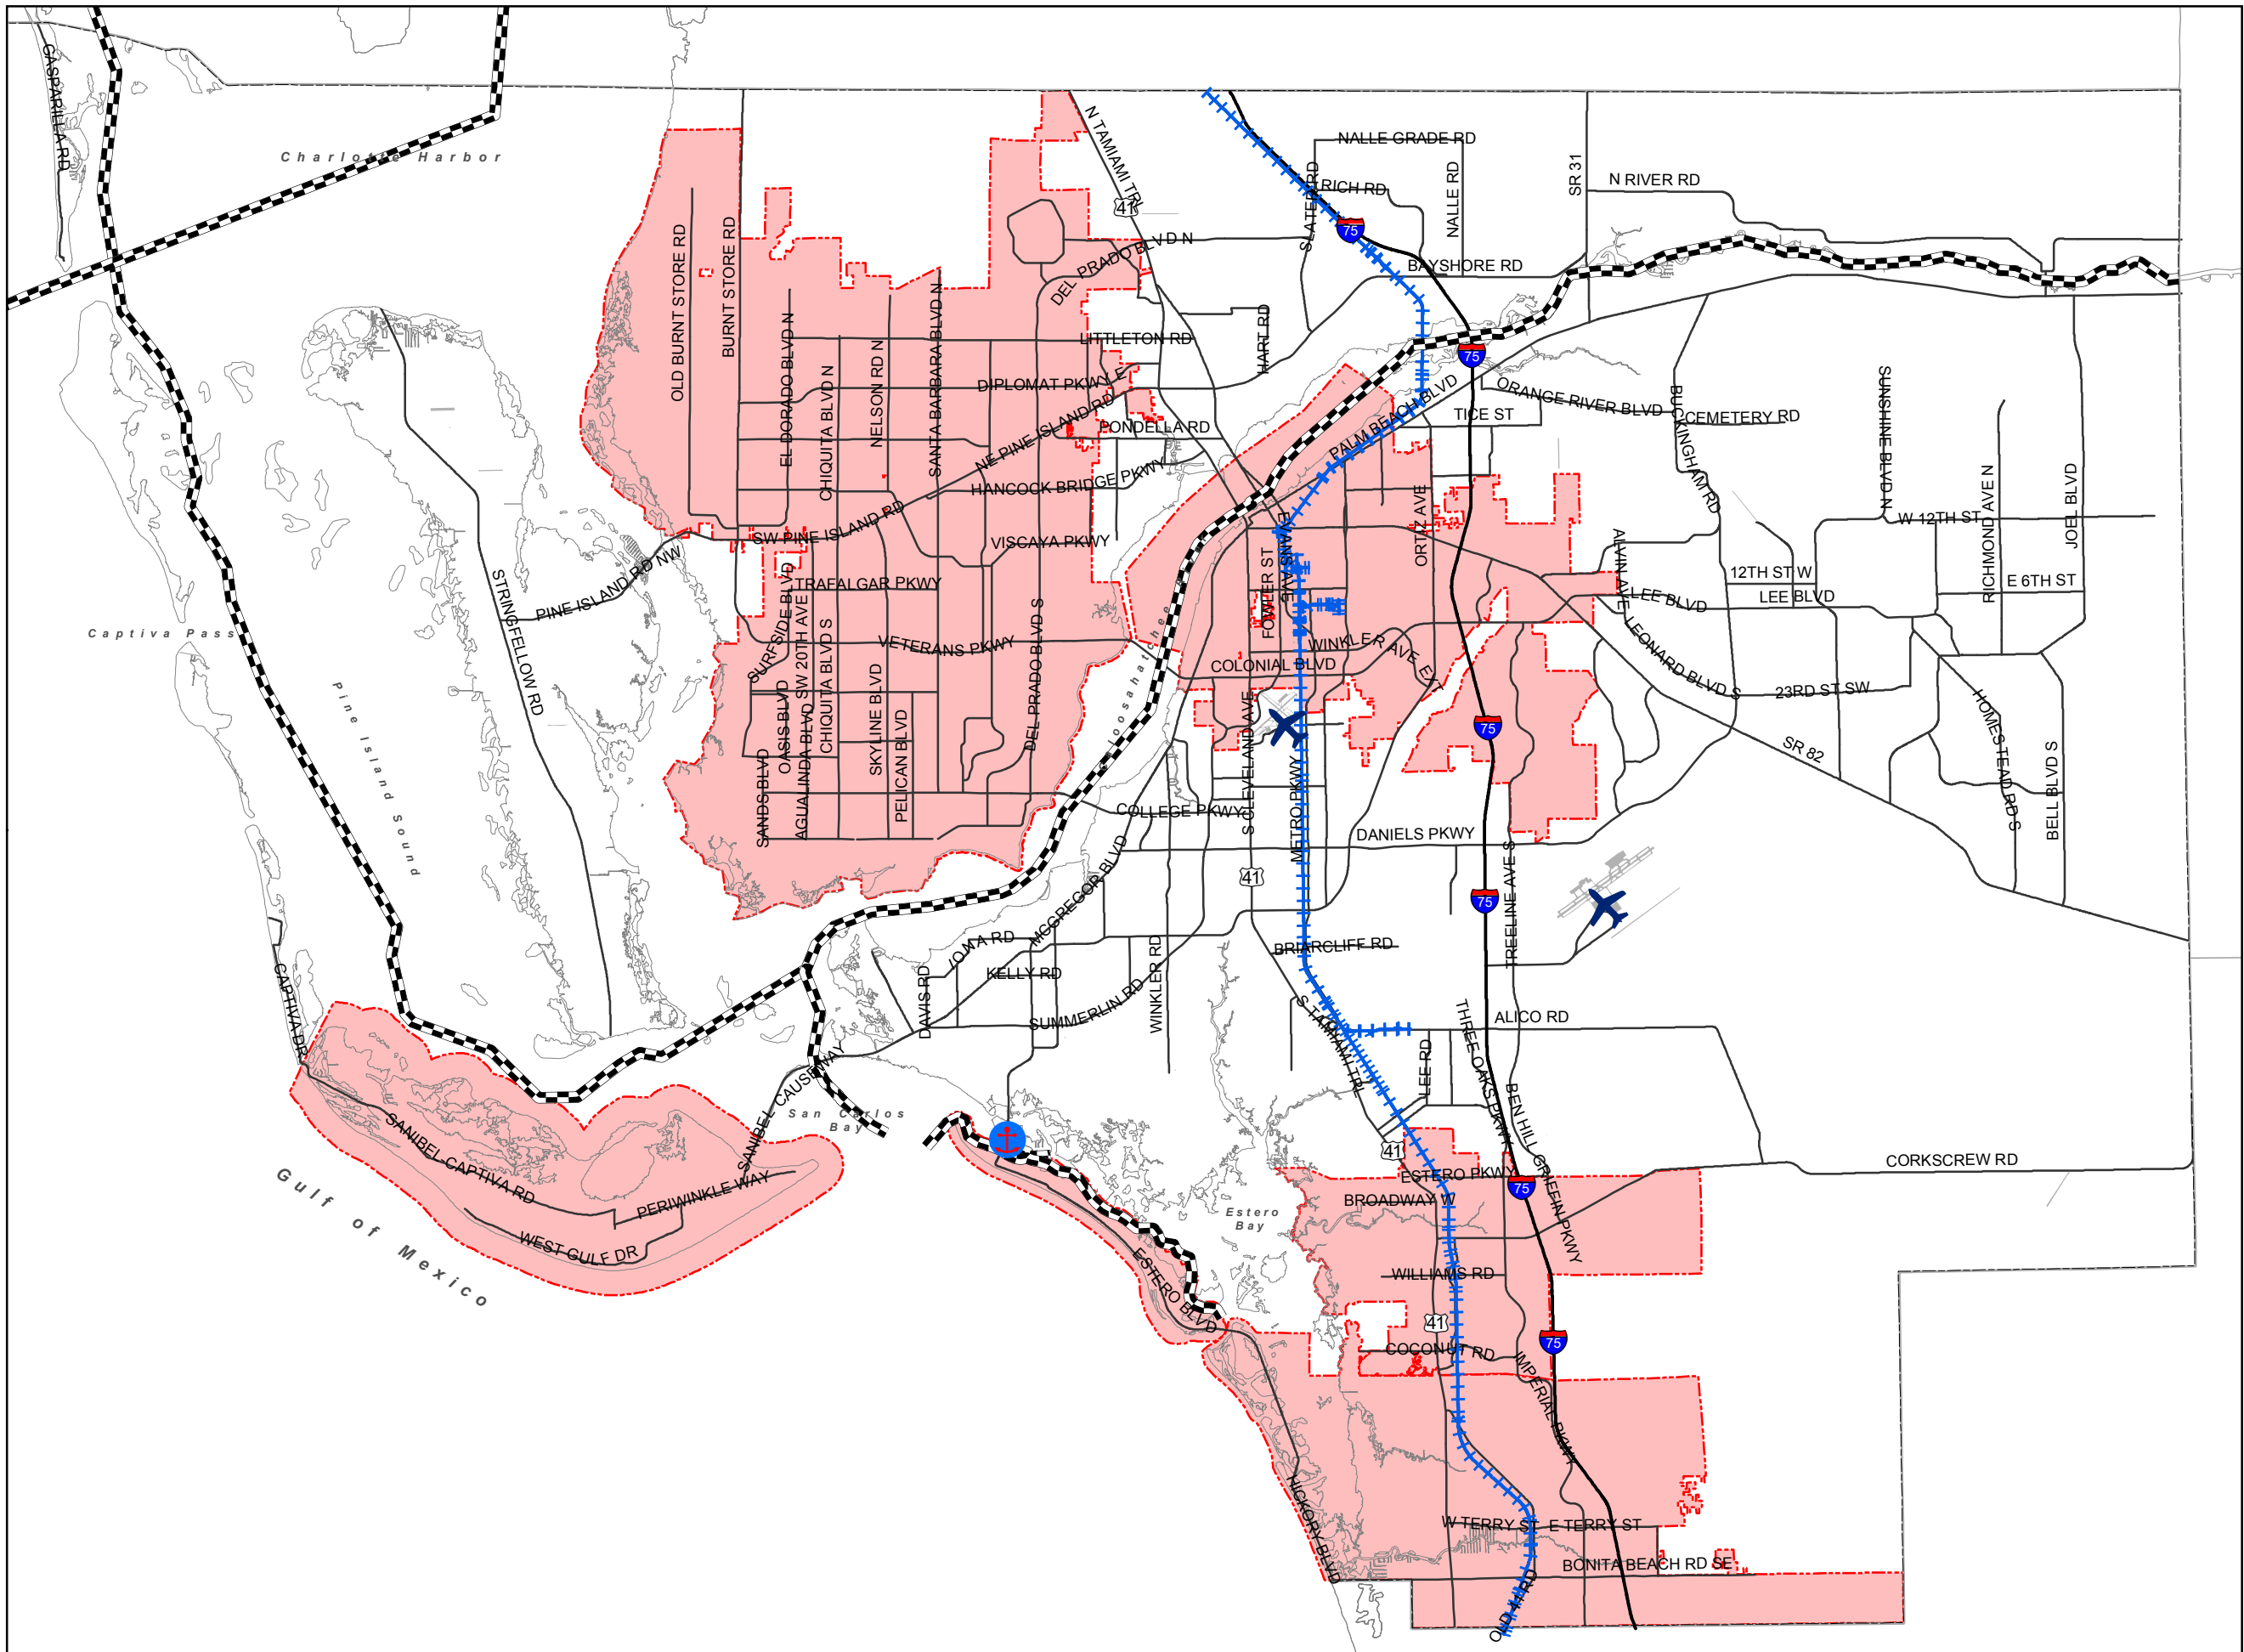 GASPARILLA RD
Charlotte Harbor
N TAMIAMI TRL
41
NALLE GRADE RD
SLATER RD
RICH RD
NALLE RD
SR 31
N RIVER RD
75
BAYSHORE RD
OLD BURNT STORE RD
BURNT STORE RD
DEL PRADO BLVD N
EL DORADO BLVD N
CHIQUITA BLVD N
NELSON RD N
SANTA BARBARA BLVD N
LITTLETON RD
HART RD
75
DIPLOMAT PKWY E
NE PINE ISLAND RD
PONDELLA RD
HANCOCK BRIDGE PKWY
PALM BEACH BLVD
TICE ST
ORANGE RIVER BLVD
CEMETERY RD
BUCKINGHAM RD
SUNSHINE BLVD N
RICHMOND AVE N
JOEL BLVD
W 12TH ST
SW PINE ISLAND RD
VISCAYA PKWY
PINE ISLAND RD NW
STRINGFELLOW RD
TRAFALGAR PKWY
SURFSIDE BLVD
SW 20TH AVE
CHIQUITA BLVD S
VETERANS PKWY
DEL PRADO BLVD S
Caloosahatchee
FOWLER ST
EVANS AVE
ORTIZ AVE
ALVIN AVE
LEE BLVD
12TH ST W
LEE BLVD
E 6TH ST
WINKLER AVE EXT
COLONIAL BLVD
LEONARD BLVD S
23RD ST SW
HOMESTEAD RD S
BELL BLVD S
SR 82
Captiva Pass
Pine Island Sound
SANDS BLVD
OASIS BLVD
AGUALINDA BLVD
SKYLINE BLVD
PELICAN BLVD
COLLEGE PKWY
S CLEVELAND AVE
METRO PKWY
75
DANIELS PKWY
41
75
TREELINE AVE S
MCGREGOR BLVD
IONA RD
KELLY RD
DAVIS RD
SUMMERLIN RD
WINKLER RD
BRIARCLIFF RD
S TAMIAMI TRL
ALICO RD
LEE RD
THREE OAKS PKWY
BEN HILL GRIFFIN PKWY
CAPTIVA DR
SANIBEL CAUSEWAY
San Carlos
Bay
SANIBEL-CAPTIVA RD
PERIWINKLE WAY
WEST GULF DR
Gulf of Mexico
ESTERO BLVD
Estero
Bay
41
ESTERO PKWY
75
CORKSCREW RD
BROADWAY W
WILLIAMS RD
41
75
COCONUT RD
IMPERIAL PKWY
HICKORY BLVD
W TERRY ST
E TERRY ST
BONITA BEACH RD SE
OLD 41 RD